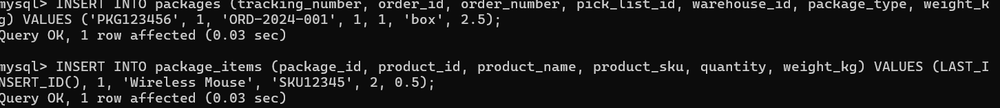 mysql> INSERT INTO packages (tracking_number, order_id, order_number, pick_list_id, warehouse_id, package_type, weight_k
g) VALUES ('PKG123456', 1, 'ORD-2024-001', 1, 1, 'box', 2.5);
Query OK, 1 row affected (0.03 sec)
mysql> INSERT INTO package_items (package_id, product_id, product_name, product_sku, quantity, weight_kg) VALUES (LAST_I
NSERT_ID(), 1, 'Wireless Mouse', 'SKU12345', 2, 0.5);
Query OK, 1 row affected (0.03 sec)